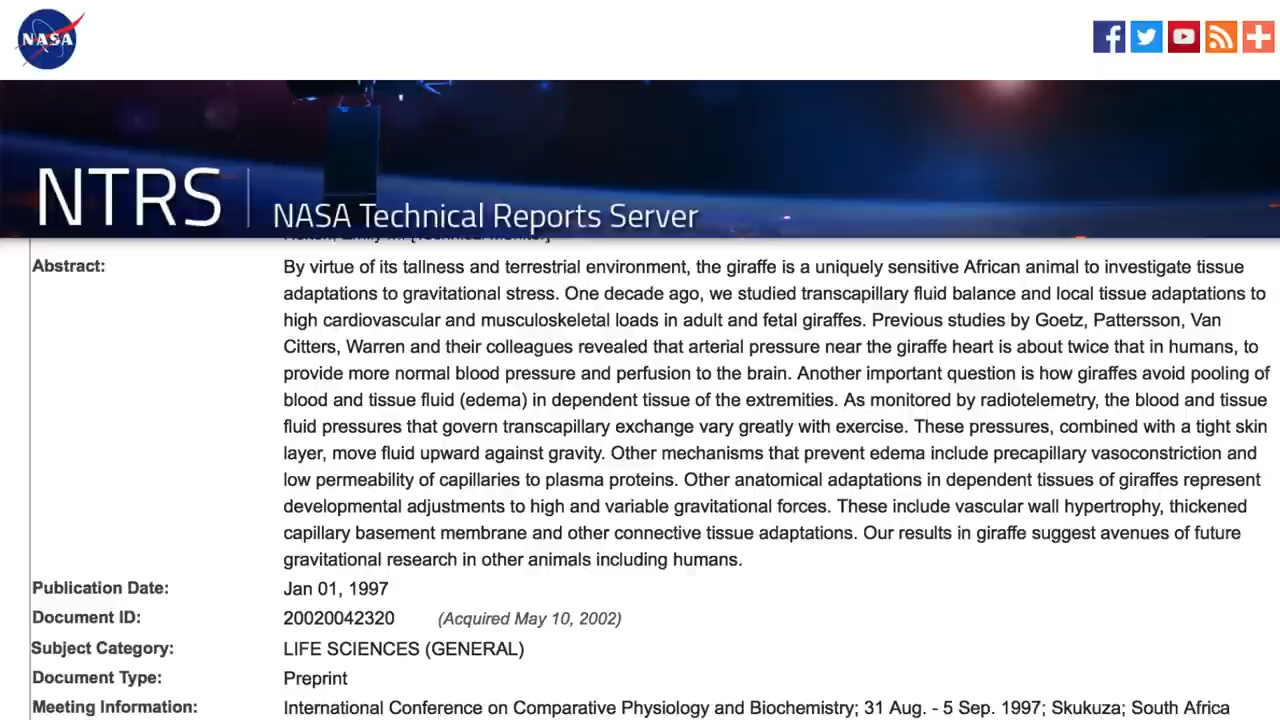 NASA
NTRS
NASA Technical Reports Server
Abstract:
By virtue of its tallness and terrestrial environment, the giraffe is a uniquely sensitive African animal to investigate tissue
adaptations to gravitational stress. One decade ago, we studied transcapillary fluid balance and local tissue adaptations to
high cardiovascular and musculoskeletal loads in adult and fetal giraffes. Previous studies by Goetz, Pattersson, Van
Citters, Warren and their colleagues revealed that arterial pressure near the giraffe heart is about twice that in humans, to
provide more normal blood pressure and perfusion to the brain. Another important question is how giraffes avoid pooling of
blood and tissue fluid (edema) in dependent tissue of the extremities. As monitored by radiotelemetry, the blood and tissue
fluid pressures that govern transcapillary exchange vary greatly with exercise. These pressures, combined with a tight skin
layer, move fluid upward against gravity. Other mechanisms that prevent edema include precapillary vasoconstriction and
low permeability of capillaries to plasma proteins. Other anatomical adaptations in dependent tissues of giraffes represent
developmental adjustments to high and variable gravitational forces. These include vascular wall hypertrophy, thickened
capillary basement membrane and other connective tissue adaptations. Our results in giraffe suggest avenues of future
gravitational research in other animals including humans.
Publication Date: Jan 01, 1997
Document ID: 20020042320 (Acquired May 10, 2002)
Subject Category: LIFE SCIENCES (GENERAL)
Document Type: Preprint
Meeting Information: International Conference on Comparative Physiology and Biochemistry; 31 Aug. - 5 Sep. 1997; Skukuza; South Africa